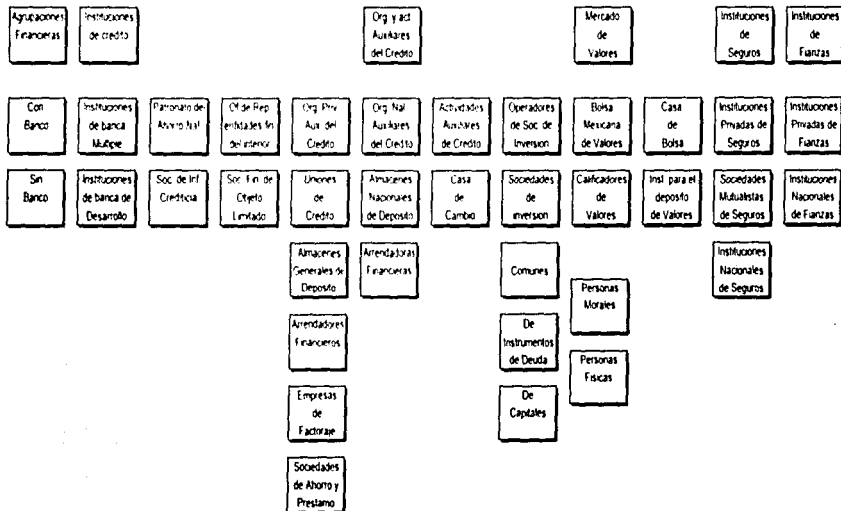 Agrupaciones
Financieras
Instituciones
de credito
Org. y act
Auxiliares
del Credito
Mercado
de
Valores
Instituciones
de
Seguros
Instituciones
de
Fianzas
Con
Banco
Instituciones
de banca
Multiple
Patronato del
Ahorro Nal
Of de Rep
entidades fin
del interior
Org. Priv
Aux. del
Credito
Org. Nal
Auxiliares
del Credito
Actividades
Auxiliares
de Credito
Operadores
de Soc. de
Inversion
Bolsa
Mexicana
de Valores
Casa
de
Bolsa
Instituciones
Privadas de
Seguros
Instituciones
Privadas de
Fianzas
Sin
Banco
Instituciones
de banca de
Desarrollo
Soc. de Inf
Crediticia
Soc. Fin. de
Objeto
Limitado
Uniones
de
Credito
Almacenes
Nacionales
de Deposito
Casa
de
Cambio
Sociedades
de
inversion
Calificadores
de
Valores
Inst. para el
deposito
de Valores
Sociedades
Mutualistas
de Seguros
Instituciones
Nacionales
de Fianzas
Almacenes
Generales de
Deposito
Arrendadoras
Financieras
Comunes
Personas
Morales
Instituciones
Nacionales
de Seguros
Arrendadores
Financieros
De
Instrumentos
de Deuda
Personas
Fisicas
Empresas
de
Factoraje
De
Capitales
Sociedades
de Ahorro y
Prestamo